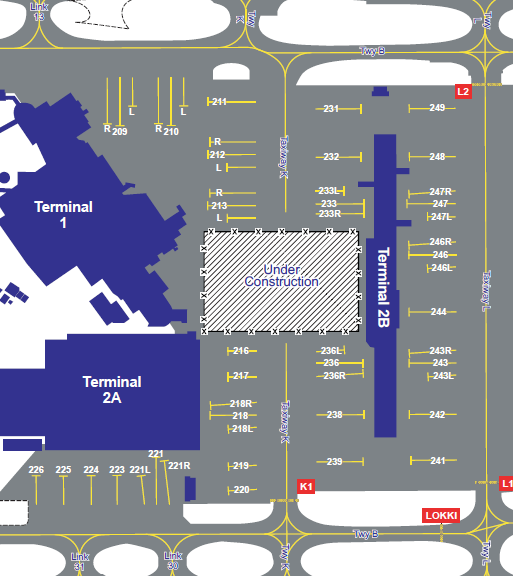 Link
13
Twy
K
Twy
L
Twy B
L2
R
209
L
R
210
L
211
231
249
R
212
L
Taxiway K
232
248
R
213
L
233L
233
233R
247R
247
247L
Terminal
1
Under
Construction
Terminal 2B
246R
246
246L
Taxiway L
244
216
236L
236
236R
243R
243
243L
217
Terminal
2A
218R
218
218L
Taxiway K
238
242
221
226
225
224
223
221L
221R
219
239
241
220
K1
L1
LOKKI
Twy B
Link
31
Link
30
Twy K
Twy L